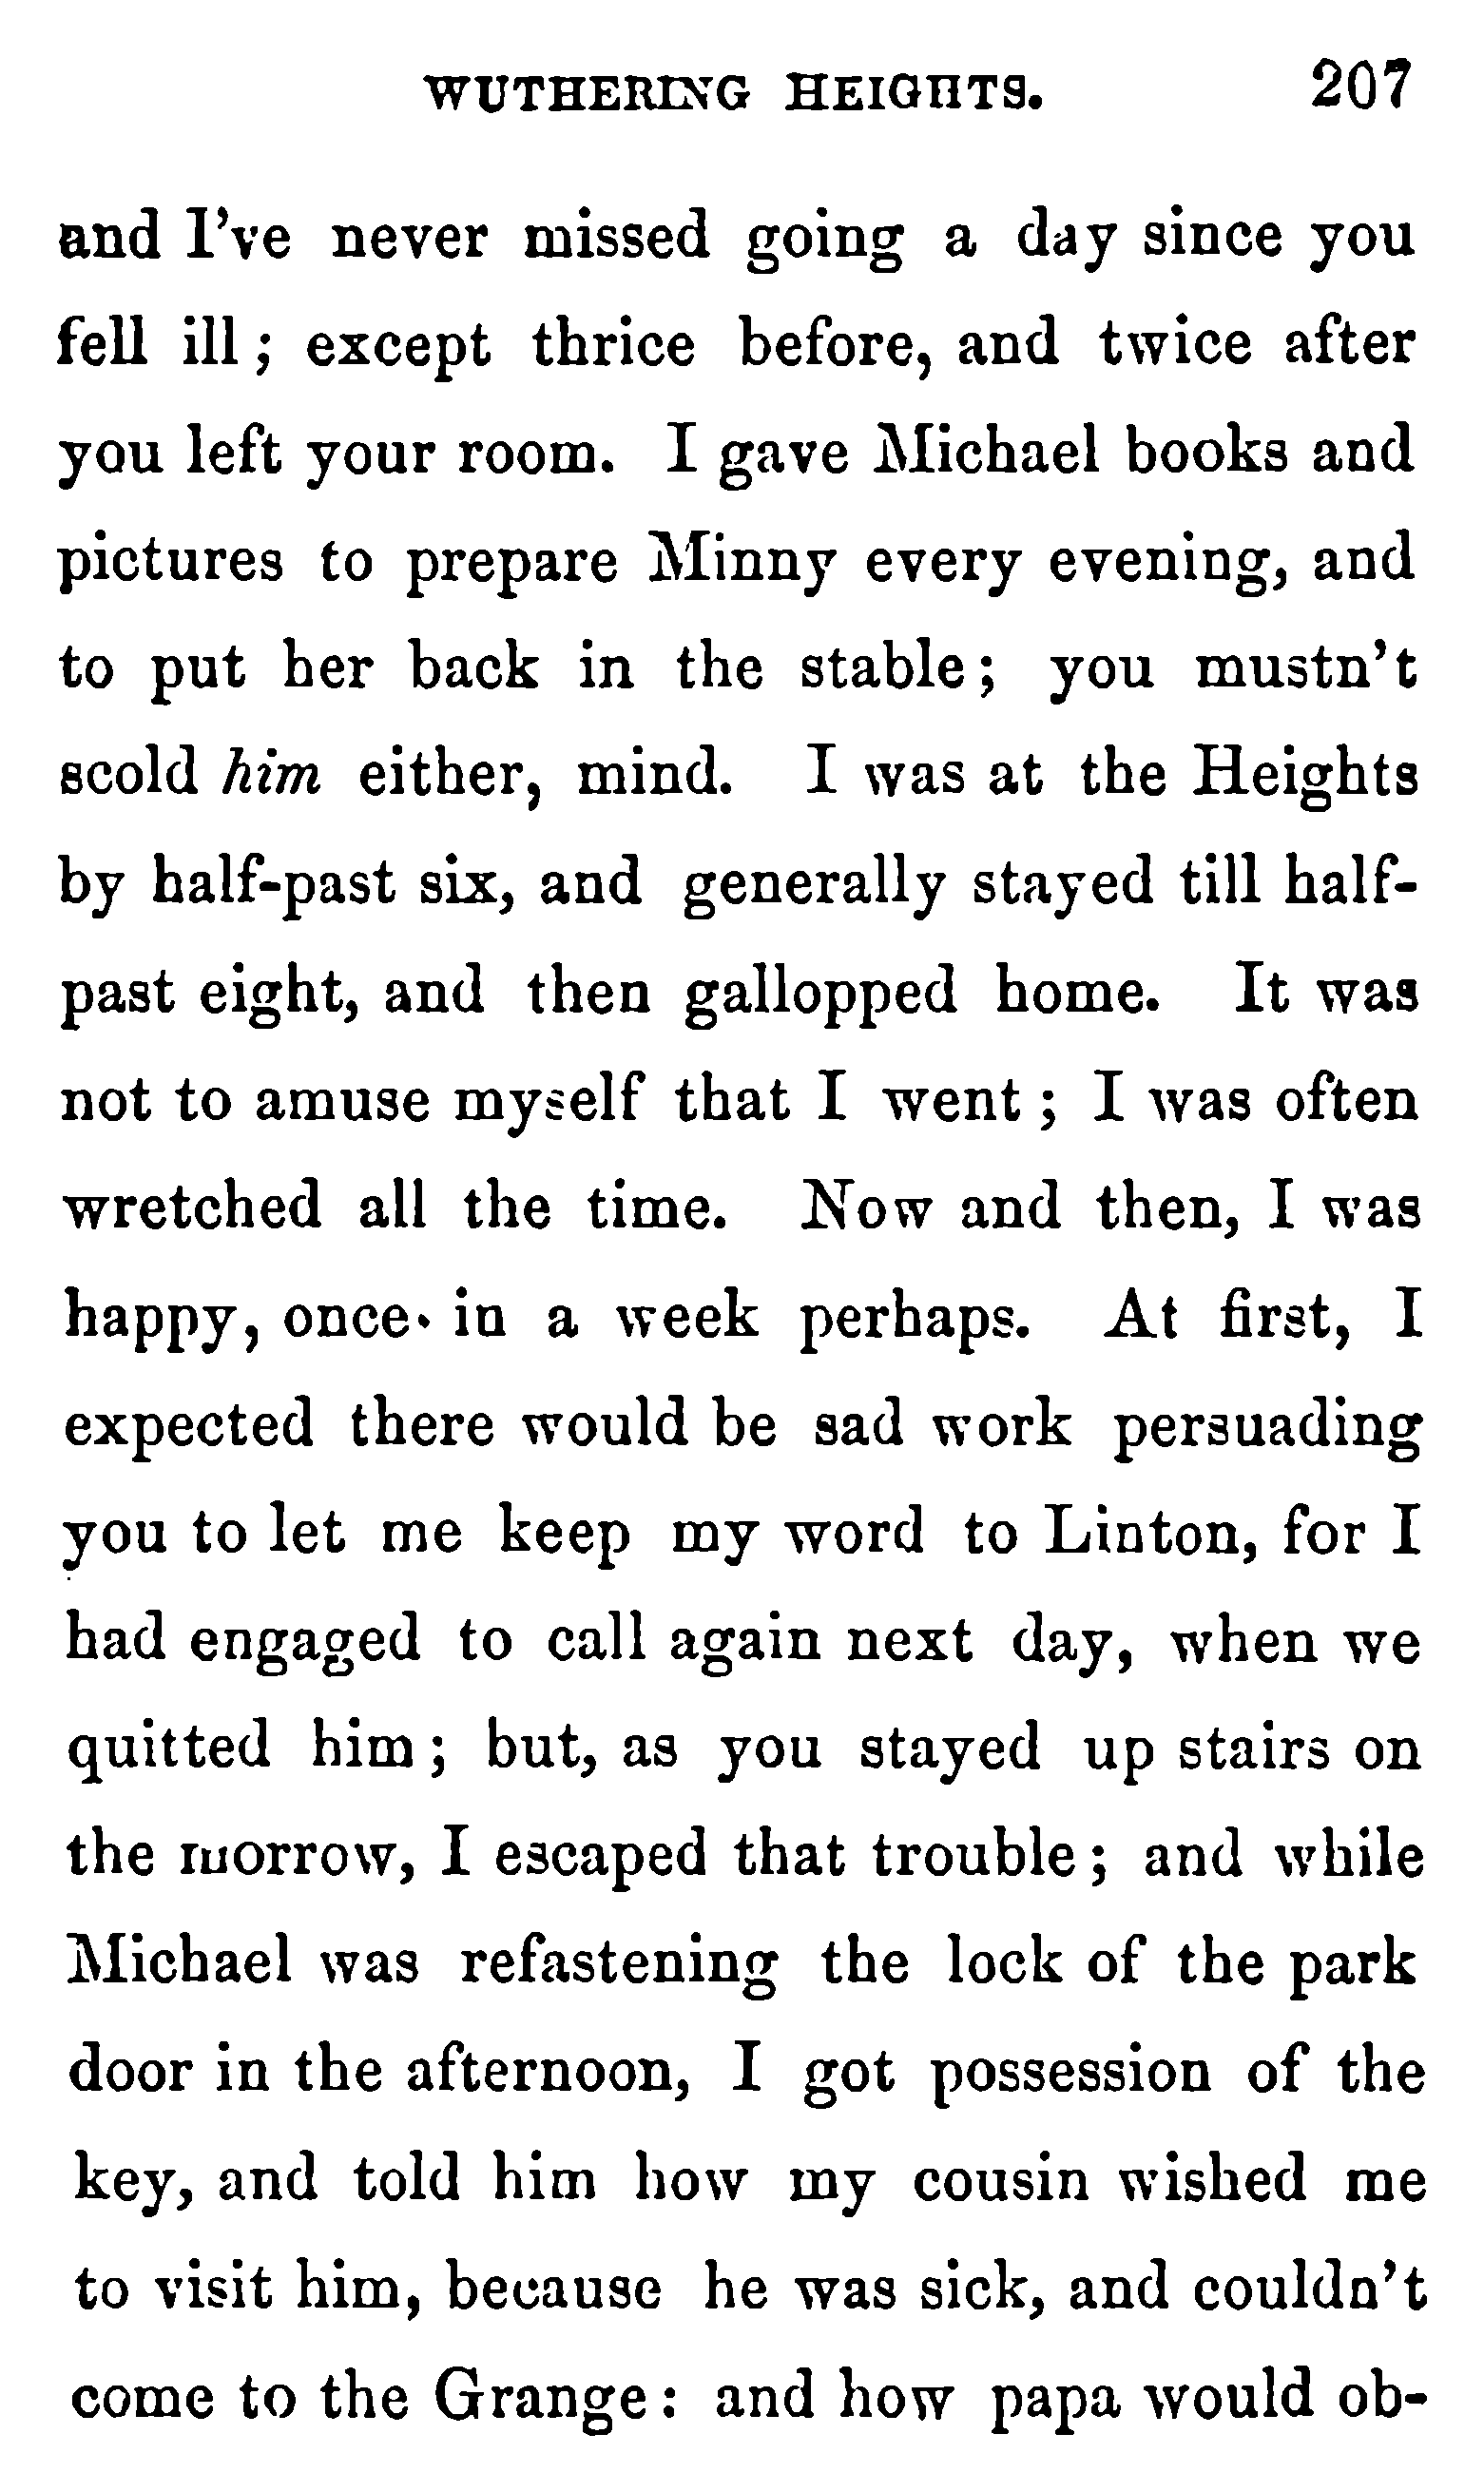 WUTHERING HEIGHTS. 207
and I've never missed going a day since you
fell ill; except thrice before, and twice after
you left your room. I gave Michael books and
pictures to prepare Minny every evening, and
to put her back in the stable; you mustn't
scold him either, mind. I was at the Heights
by half-past six, and generally stayed till half-
past eight, and then gallopped home. It was
not to amuse myself that I went; I was often
wretched all the time. Now and then, I was
happy, once in a week perhaps. At first, I
expected there would be sad work persuading
you to let me keep my word to Linton, for I
had engaged to call again next day, when we
quitted him; but, as you stayed up stairs on
the morrow, I escaped that trouble; and while
Michael was refastening the lock of the park
door in the afternoon, I got possession of the
key, and told him how my cousin wished me
to visit him, because he was sick, and couldn't
come to the Grange: and how papa would ob-